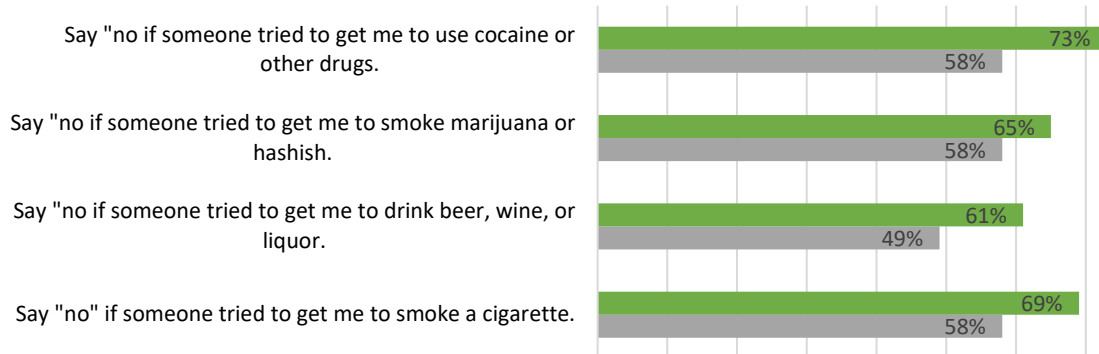 Say "no if someone tried to get me to use cocaine or
other drugs.
73%
58%
Say "no if someone tried to get me to smoke marijuana or
hashish.
65%
58%
Say "no if someone tried to get me to drink beer, wine, or
liquor.
61%
49%
Say "no" if someone tried to get me to smoke a cigarette.
69%
58%